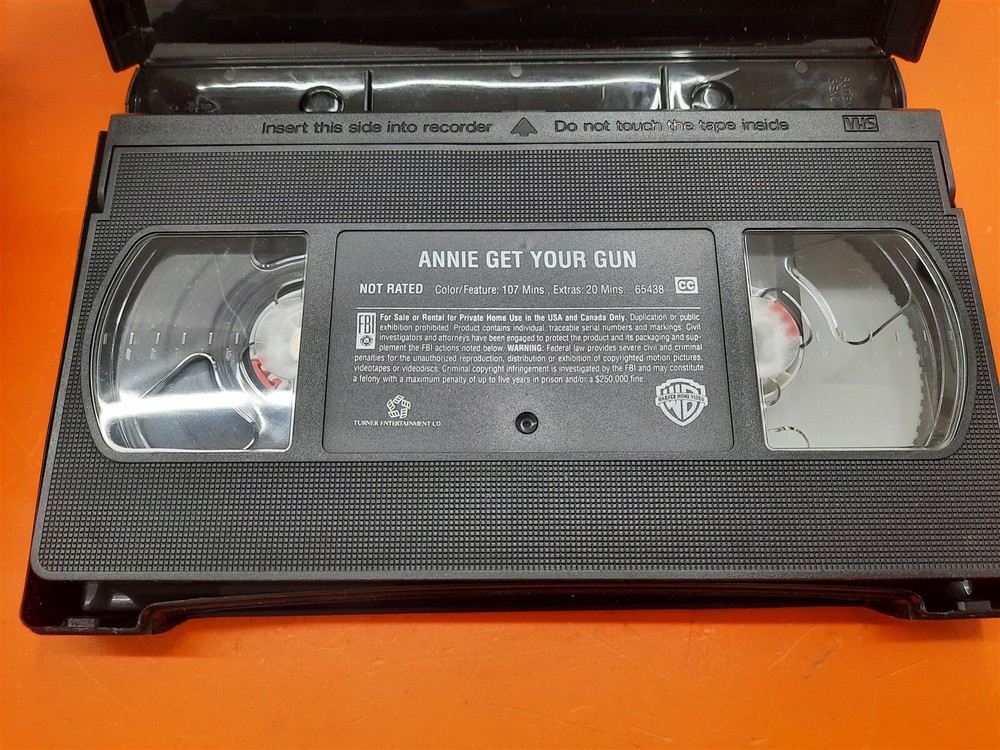 Insert this side into recorder Do not touch the tape inside VHS
ANNIE GET YOUR GUN
NOT RATED Color/Feature: 107 Mins., Extras: 20 Mins. 65438 CC
FBI For Sale or Rental for Private Home Use in the USA and Canada Only. Duplication or public
exhibition prohibited. Product contains individual, traceable serial numbers and markings. Civil
investigators and attorneys have been engaged to protect the product and its packaging and sup-
plement the FBI actions noted below. WARNING: Federal law provides severe civil and criminal
penalties for the unauthorized reproduction, distribution or exhibition of copyrighted motion pictures,
videotapes or videodiscs. Criminal copyright infringement is investigated by the FBI and may constitute
a felony with a maximum penalty of up to five years in prison and/or a $250,000 fine.
WARNER HOME VIDEO
TURNER ENTERTAINMENT CO